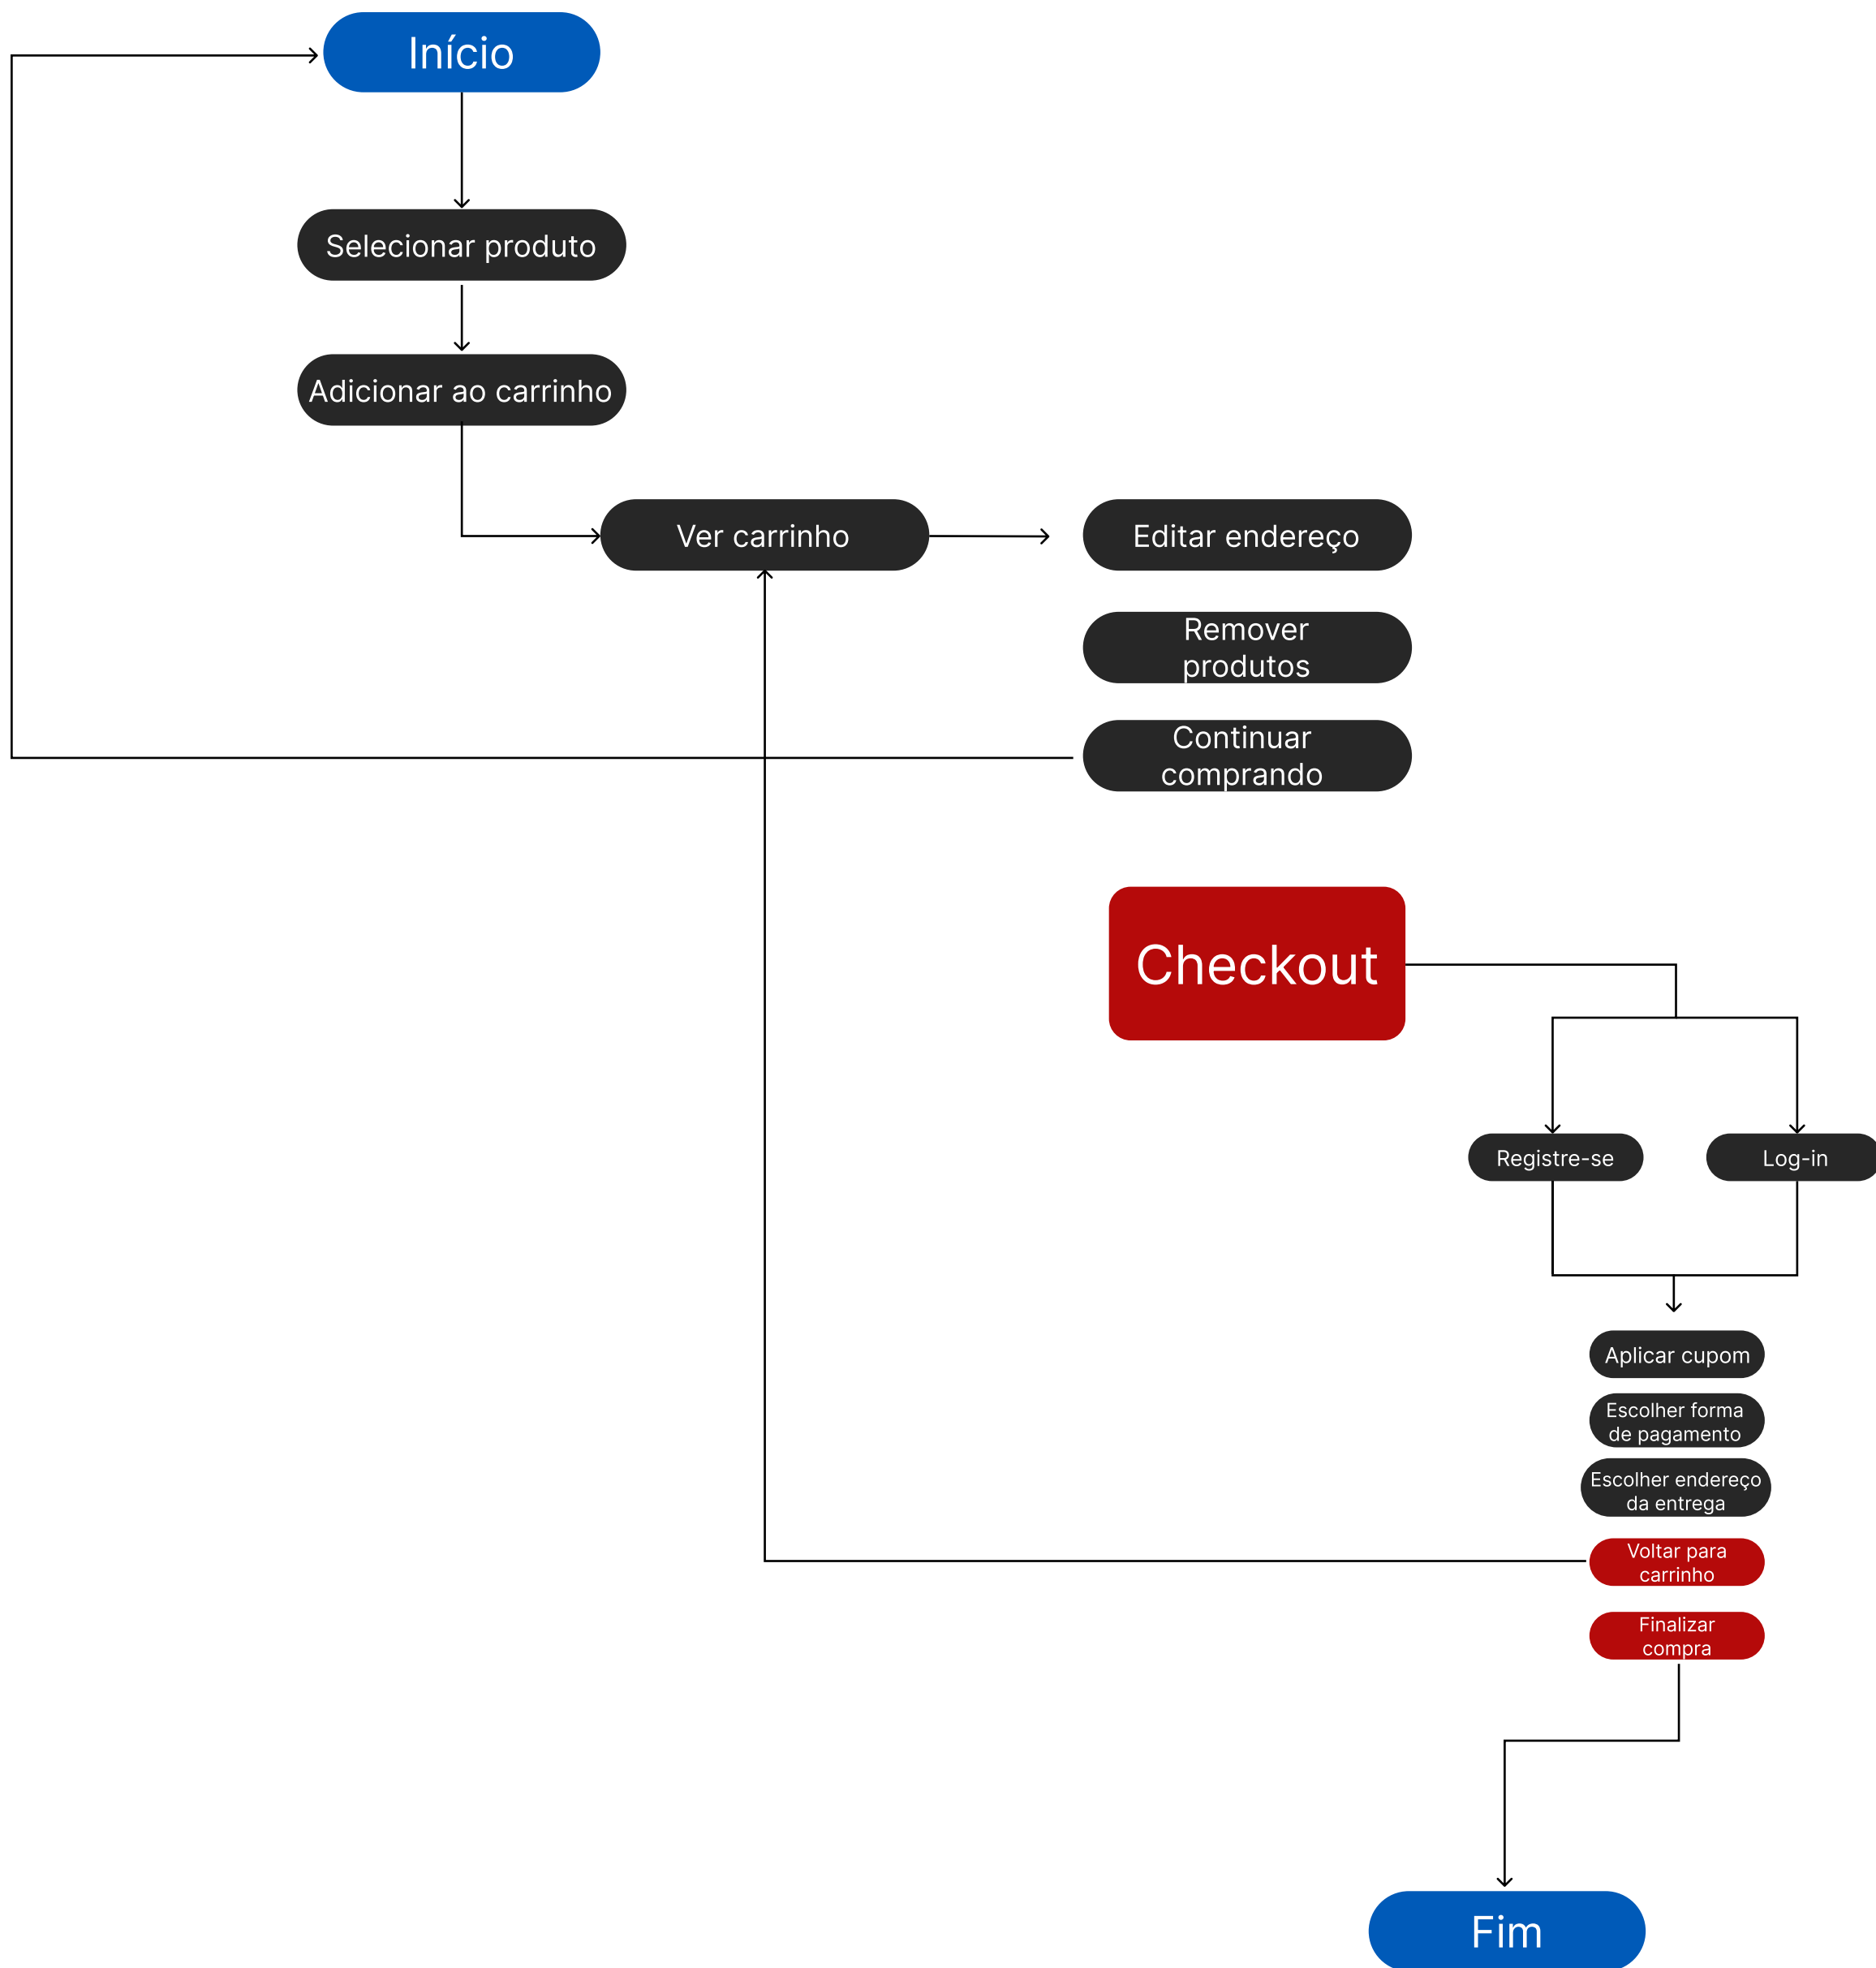 Início
Selecionar produto
Adicionar ao carrinho
Ver carrinho
Editar endereço
Remover
produtos
Continuar
comprando
Checkout
Registre-se
Log-in
Aplicar cupom
Escolher forma
de pagamento
Escolher endereço
da entrega
Voltar para
carrinho
Finalizar
compra
Fim